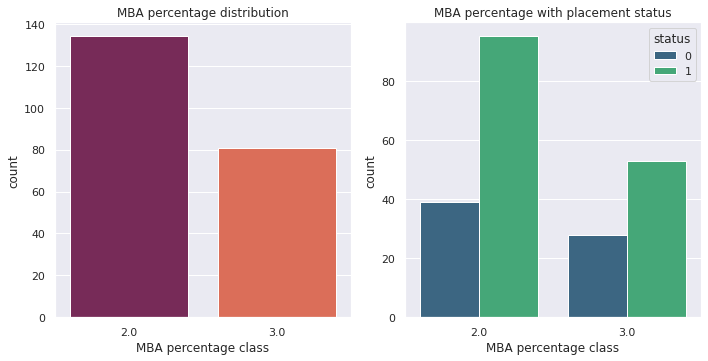 MBA percentage distribution
140
120
100
80
60
40
20
0
count
2.0
3.0
MBA percentage class
MBA percentage with placement status
status
0
1
80
60
40
20
0
count
2.0
3.0
MBA percentage class